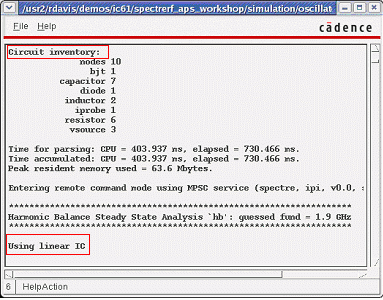 /usr2/rdavis/demos/ic61/spectrerf_aps_workshop/simulation/oscillat
File Help
cādence
Circuit inventory:
nodes 10
bjt 1
capacitor 7
diode 1
inductor 2
iprobe 1
resistor 6
vsource 3
Time for parsing: CPU = 403.937 ms, elapsed = 730.466 ms.
Time accumulated: CPU = 403.937 ms, elapsed = 730.466 ms.
Peak resident memory used = 63.6 Mbytes.
Entering remote command mode using MPSC service (spectre, ipi, v0.0, :
******************************************************************
Harmonic Balance Steady State Analysis `hb': guessed fund = 1.9 GHz
******************************************************************
Using linear IC
6 HelpAction